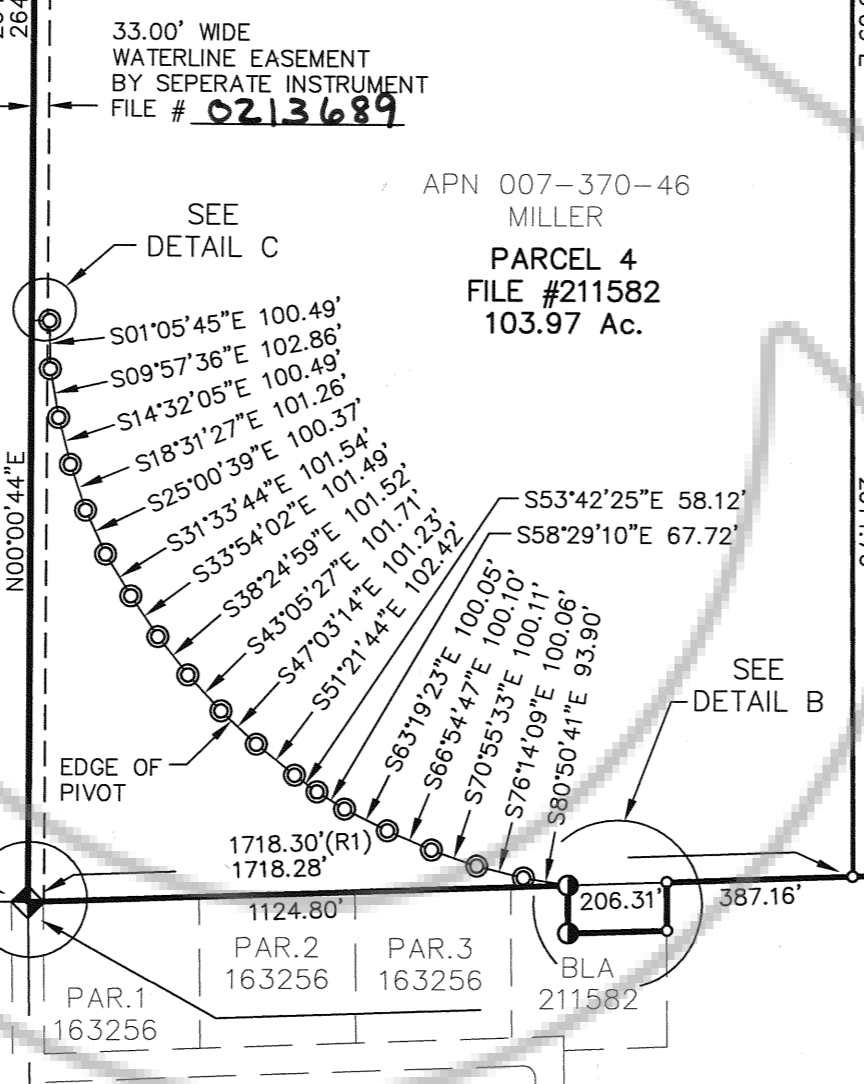 33.00' WIDE
WATERLINE EASEMENT
BY SEPERATE INSTRUMENT
FILE # 0213689
APN 007-370-46
MILLER
PARCEL 4
FILE #211582
103.97 Ac.
SEE
DETAIL C
S01°05'45"E 100.49'
S09°57'36"E 102.86'
S14°32'05"E 100.49'
S18°31'27"E 101.26'
S25°00'39"E 100.37'
S31°33'44"E 101.54'
S33°54'02"E 101.49'
S38°24'59"E 101.52'
S43°05'27"E 101.71'
S47°03'14"E 101.23'
S51°21'44"E 102.42'
S53°42'25"E 58.12'
S58°29'10"E 67.72'
S63°19'23"E 100.05'
S66°54'47"E 100.10'
S70°55'33"E 100.11'
S76°14'09"E 100.06'
S80°50'41"E 93.90'
N00°00'44"E
SEE
DETAIL B
EDGE OF
PIVOT
1718.30'(R1)
1718.28'
1124.80'
206.31'
387.16'
PAR.1
163256
PAR.2
163256
PAR.3
163256
BLA
211582